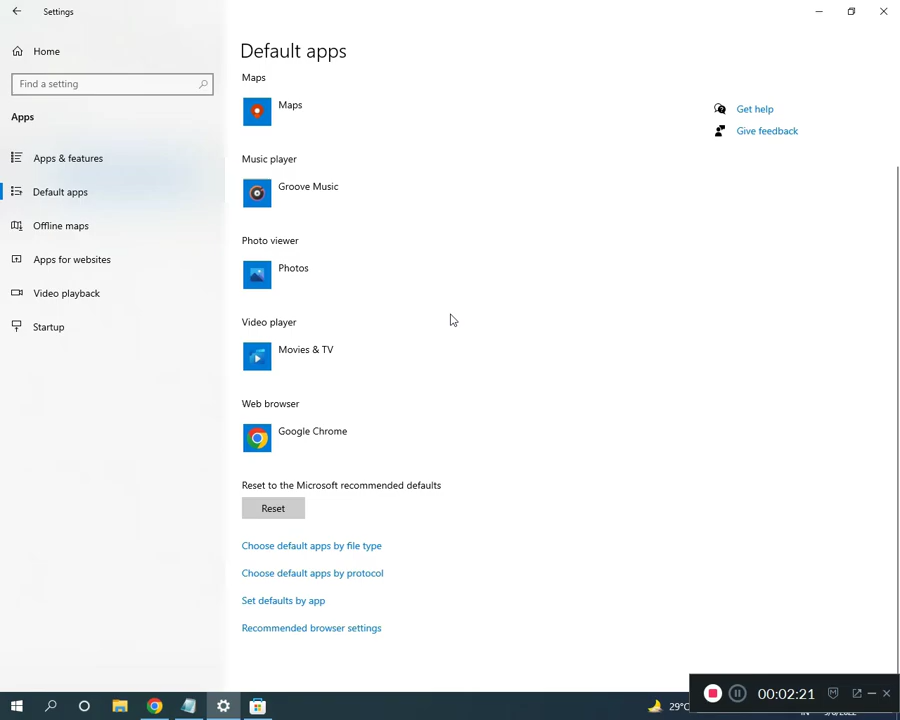 Settings
Home
Find a setting
Apps
Apps & features
Default apps
Offline maps
Apps for websites
Video playback
Startup
Default apps
Maps
Maps
Music player
Groove Music
Photo viewer
Photos
Video player
Movies & TV
Web browser
Google Chrome
Reset to the Microsoft recommended defaults
Reset
Choose default apps by file type
Choose default apps by protocol
Set defaults by app
Recommended browser settings
Get help
Give feedback
00:02:21
29°C